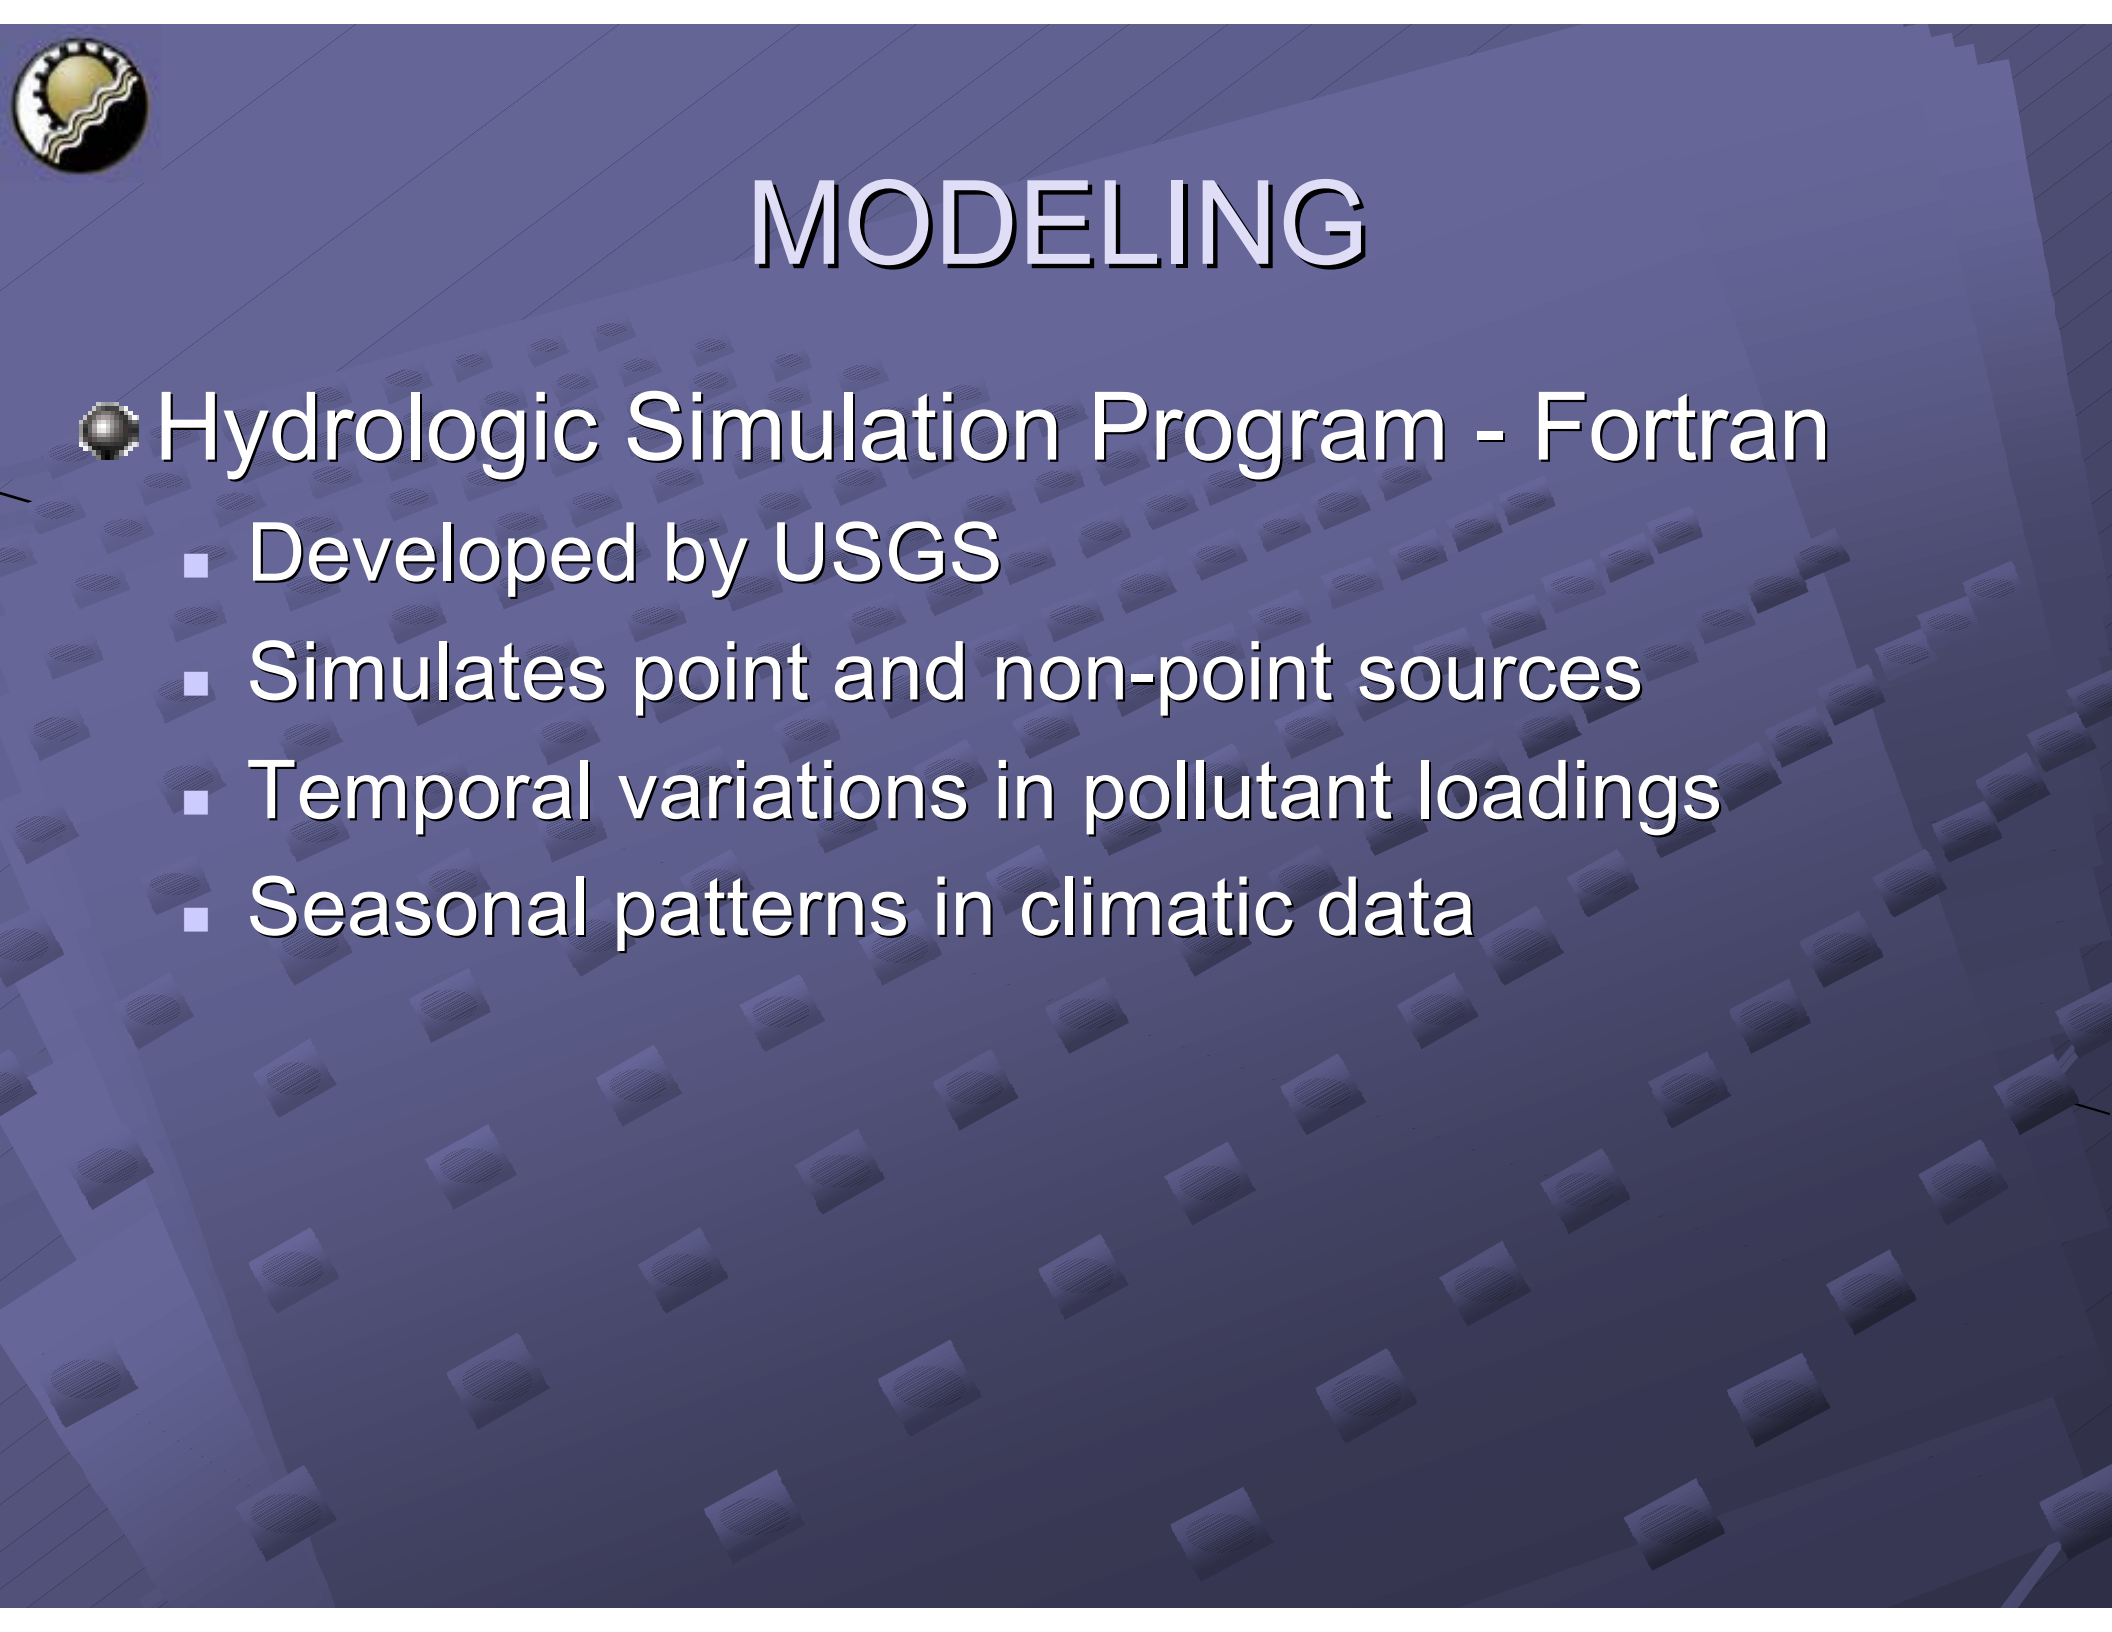 MODELING
Hydrologic Simulation Program - Fortran
Developed by USGS
Simulates point and non-point sources
Temporal variations in pollutant loadings
Seasonal patterns in climatic data